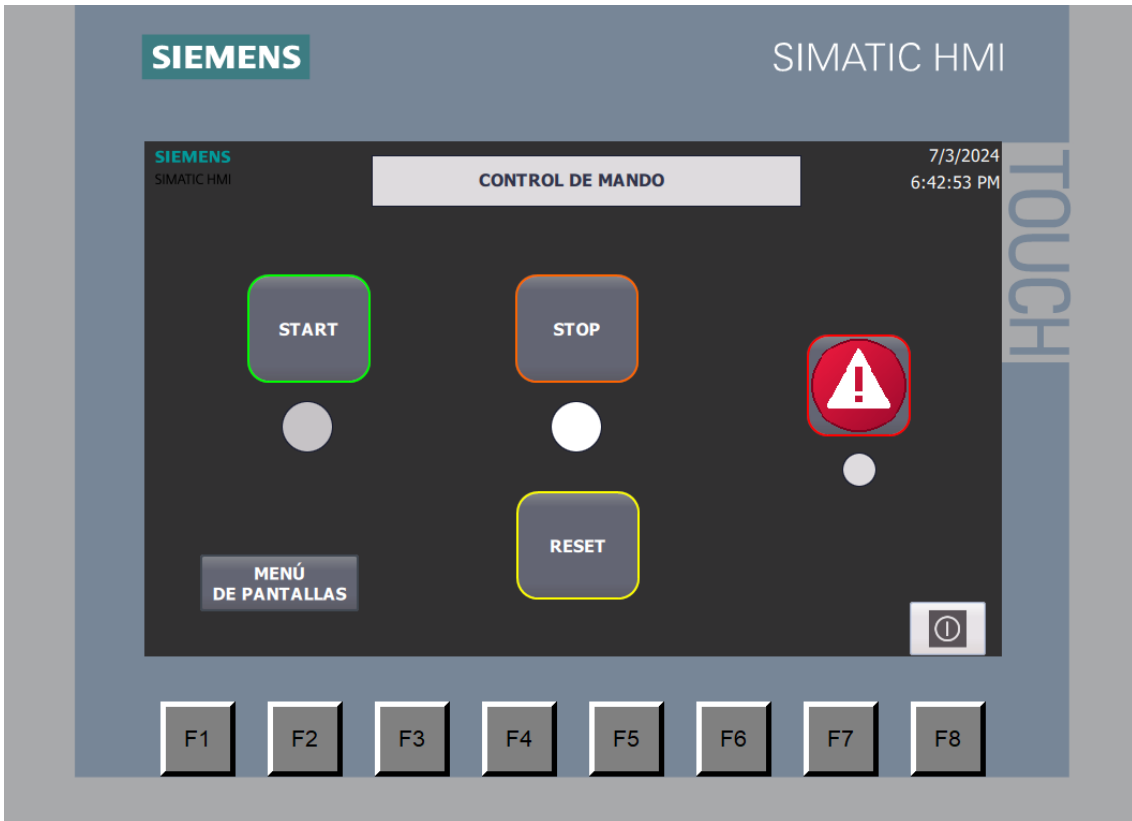 SIEMENS
SIMATIC HMI
SIEMENS
SIMATIC HMI
CONTROL DE MANDO
7/3/2024
6:42:53 PM
TOUCH
START
STOP
RESET
MENÚ
DE PANTALLAS
F1
F2
F3
F4
F5
F6
F7
F8